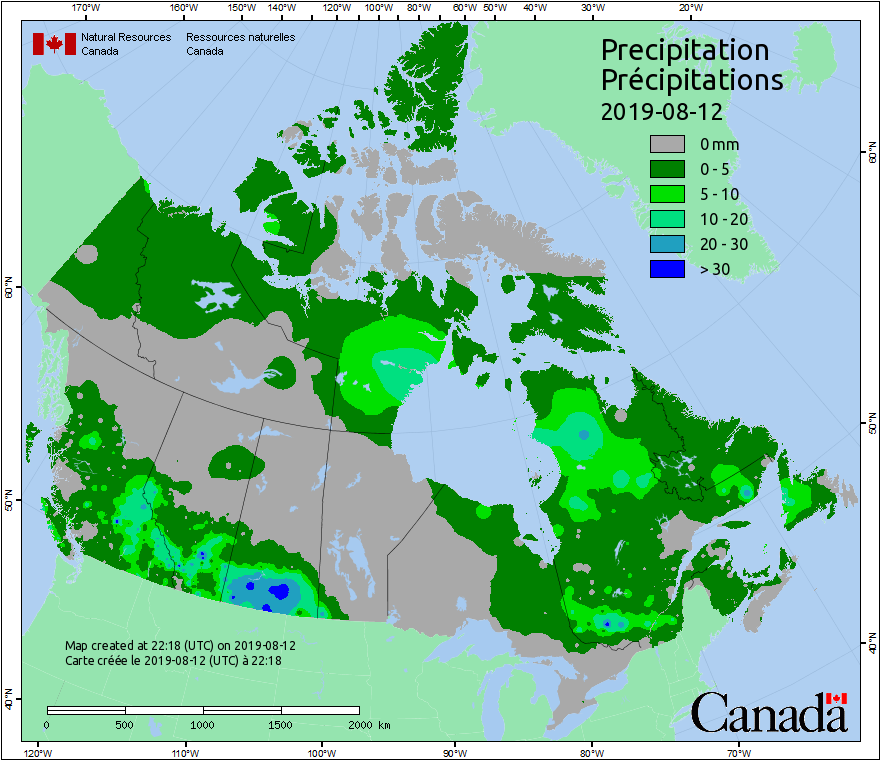 170°W 160°W 150°W 140°W 130°W 120°W 110°W 100°W 90°W 80°W 60°W 50°W 40°W 30°W 20°W
Natural Resources Ressources naturelles
Canada Canada
Precipitation
Précipitations
2019-08-12
0 mm
0 - 5
5 - 10
10 - 20
20 - 30
> 30
60°N
60°N
50°N
50°N
40°N
40°N
Map created at 22:18 (UTC) on 2019-08-12
Carte créée le 2019-08-12 (UTC) à 22:18
0 500 1000 1500 2000 km
Canada
120°W 110°W 100°W 90°W 80°W 70°W